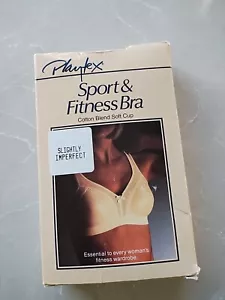 Playtex
Sport &
Fitness Bra
Cotton Blend Soft Cup
SLIGHTLY
IMPERFECT
Essential to every woman's
fitness wardrobe.